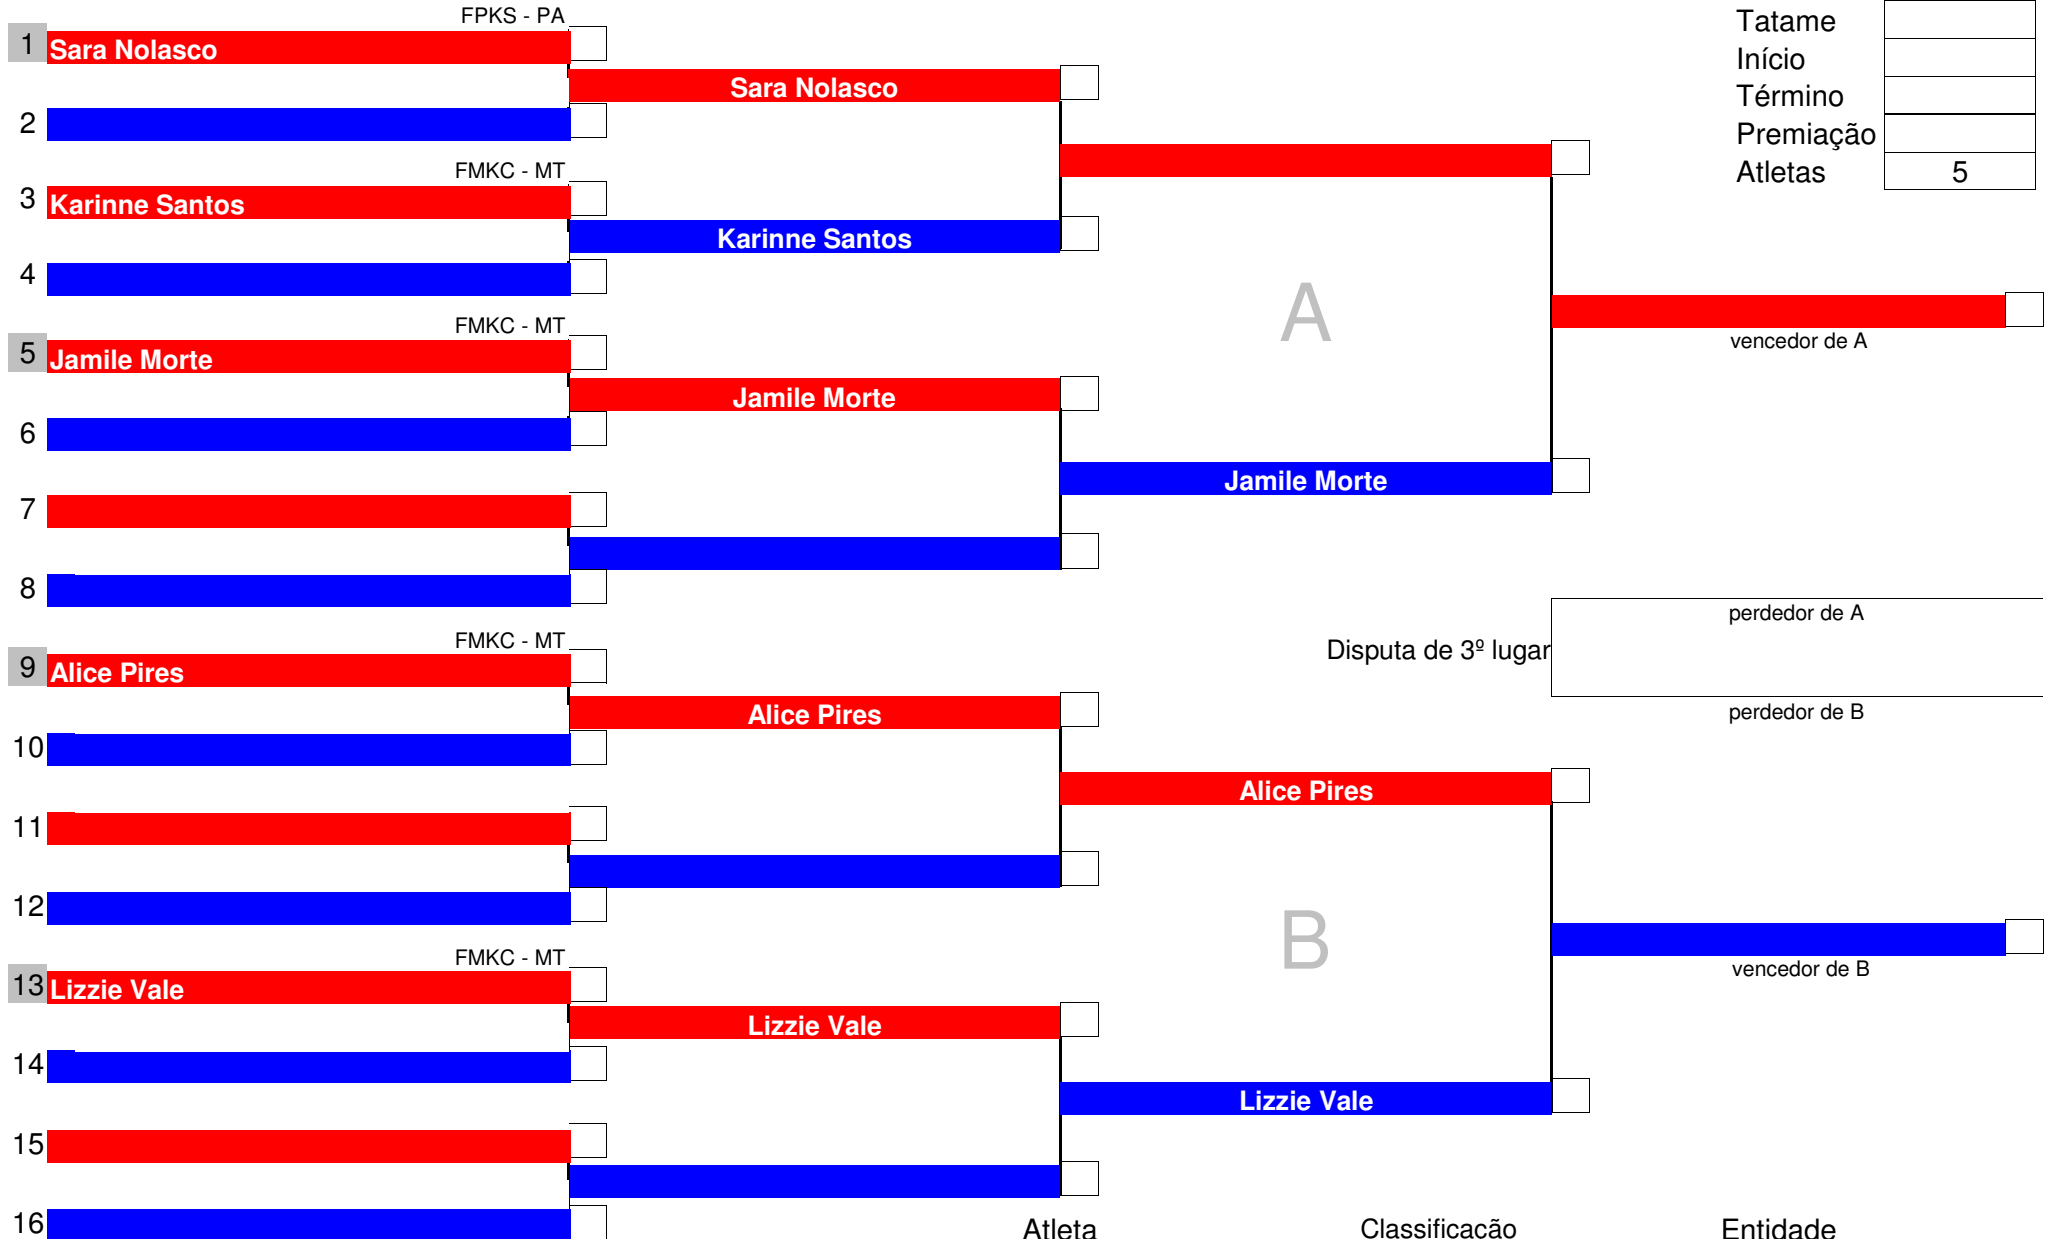 FPKS - PA
1 Sara Nolasco
Sara Nolasco
2
FMKC - MT
3 Karinne Santos
Karinne Santos
4
FMKC - MT
5 Jamile Morte
Jamile Morte
6
Jamile Morte
7
8
FMKC - MT
9 Alice Pires
Alice Pires
10
Alice Pires
11
12
FMKC - MT
13 Lizzie Vale
Lizzie Vale
14
Lizzie Vale
15
16
A
vencedor de A
Disputa de 3º lugar
perdedor de A
perdedor de B
B
vencedor de B
Tatame
Início
Término
Premiação
Atletas 5
Atleta Classificacão Entidade